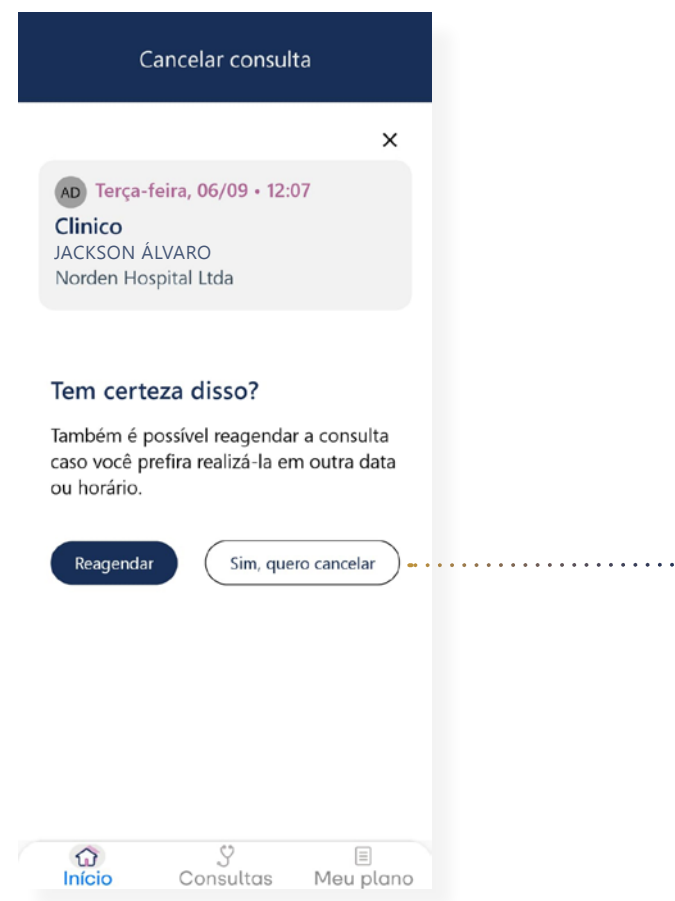 Cancelar consulta
×
AD Terça-feira, 06/09 • 12:07
Clinico
JACKSON ÁLVARO
Norden Hospital Ltda
Tem certeza disso?
Também é possível reagendar a consulta
caso você prefira realizá-la em outra data
ou horário.
Reagendar Sim, quero cancelar
Início Consultas Meu plano